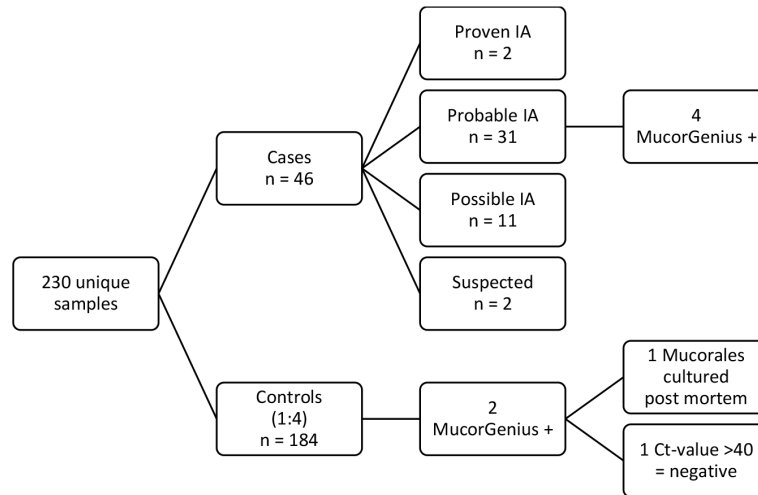 Proven IA
n = 2
Probable IA
n = 31
4
MucorGenius +
Cases
n = 46
Possible IA
n = 11
230 unique
samples
Suspected
n = 2
1 Mucorales
cultured
post mortem
Controls
(1:4)
n = 184
2
MucorGenius +
1 Ct-value >40
= negative